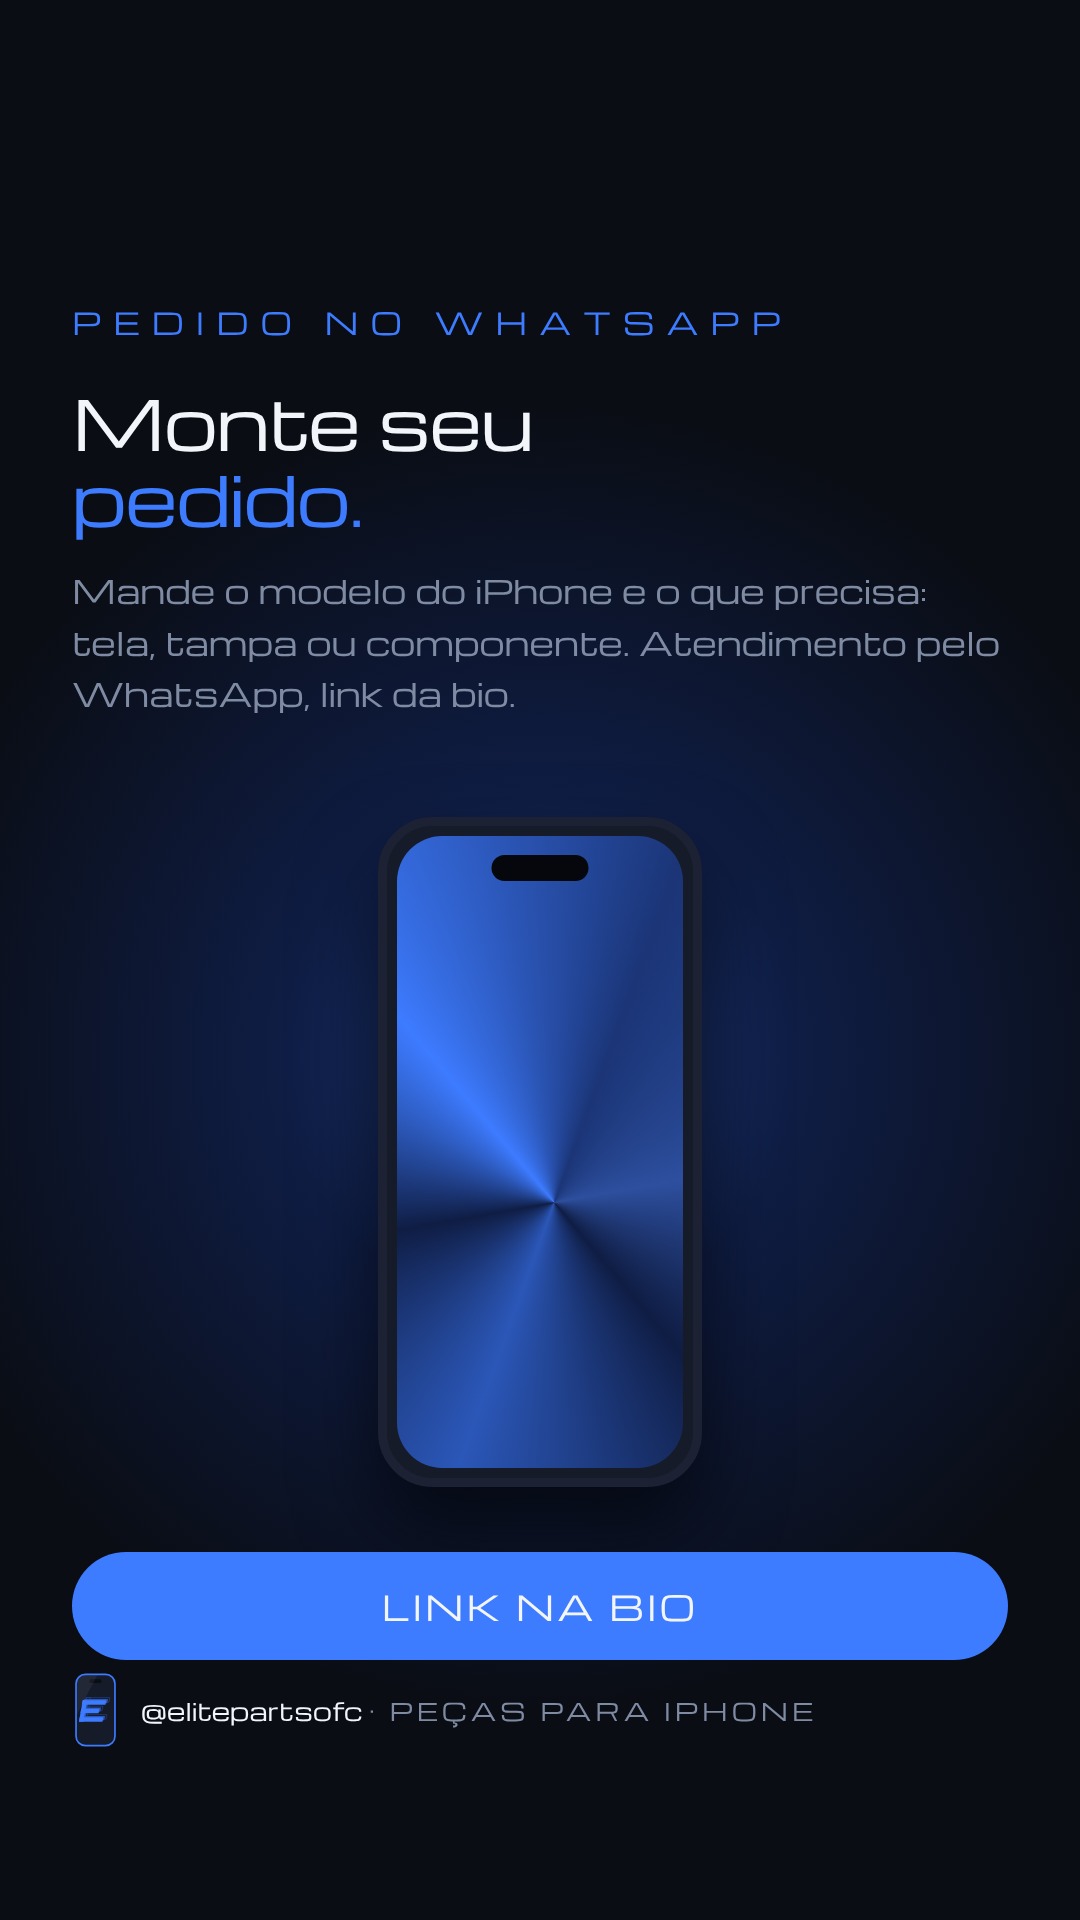 PEDIDO NO WHATSAPP
Monte seu
pedido.
Mande o modelo do iPhone e o que precisa:
tela, tampa ou componente. Atendimento pelo
WhatsApp, link da bio.
LINK NA BIO
E @elitepartsofc · PEÇAS PARA IPHONE